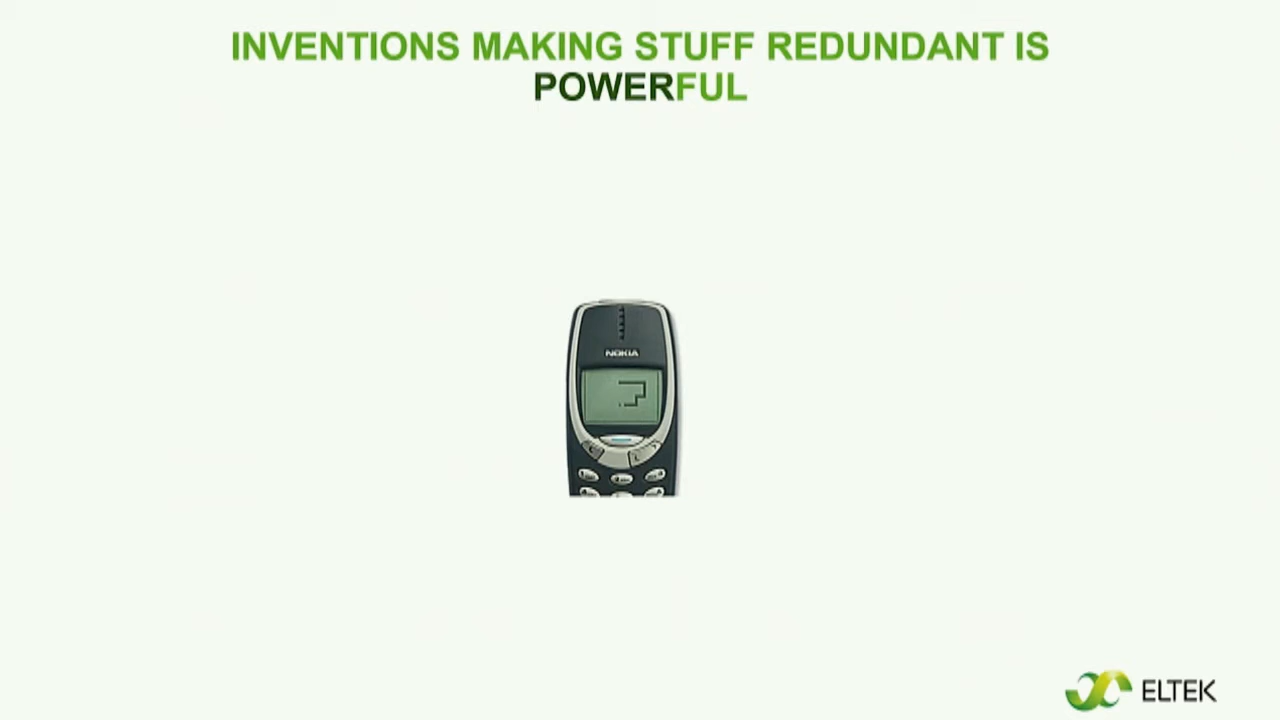 INVENTIONS MAKING STUFF REDUNDANT IS
POWERFUL
NOKIA
ELTEK